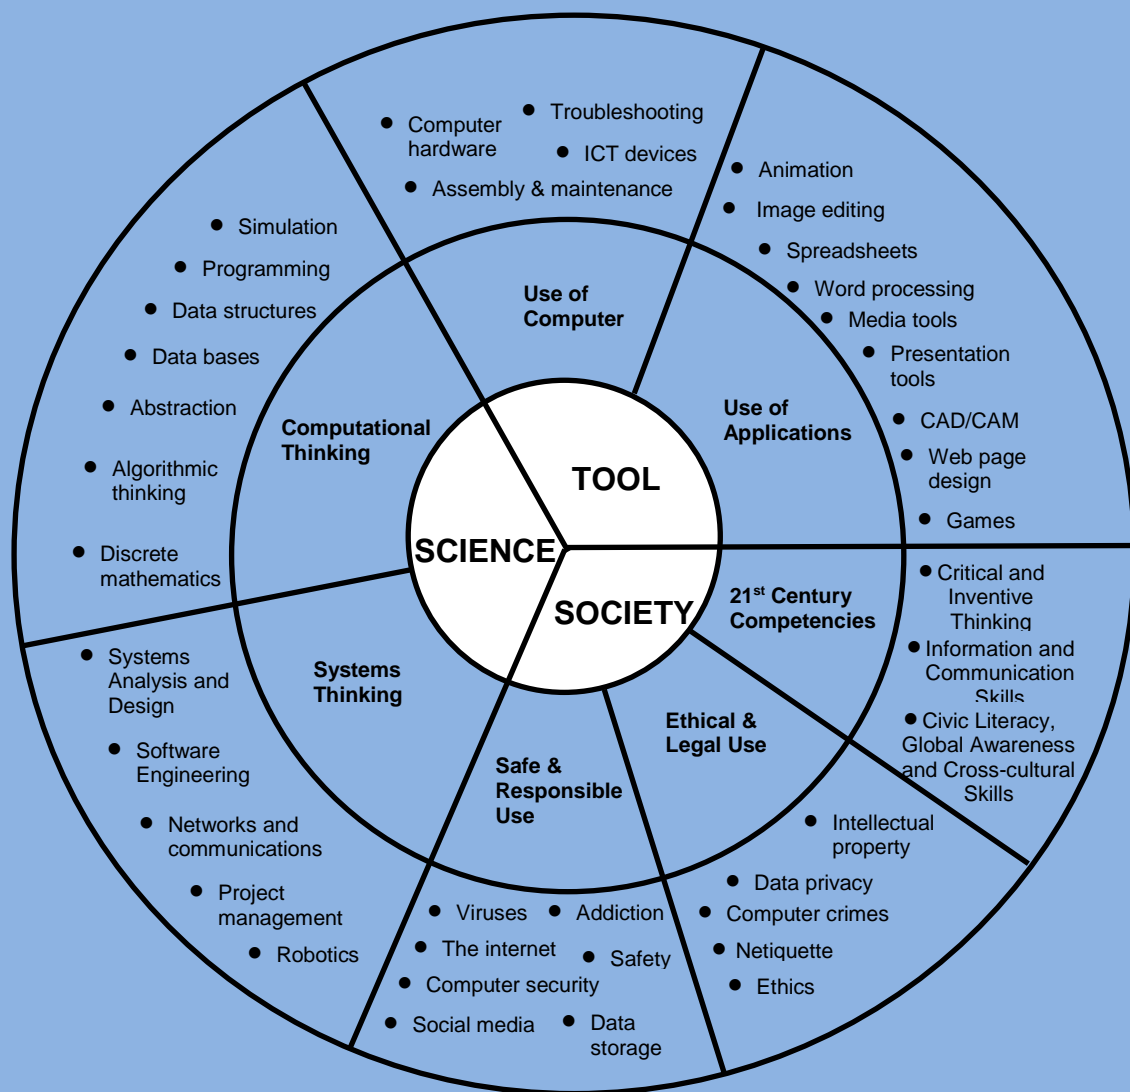 TOOL
SCIENCE
SOCIETY
Use of
Computer
● Computer
hardware
● Troubleshooting
● ICT devices
● Assembly & maintenance
Use of
Applications
● Animation
● Image editing
● Spreadsheets
● Word processing
● Media tools
● Presentation
tools
● CAD/CAM
● Web page
design
● Games
21st Century
Competencies
● Critical and
Inventive
Thinking
● Information and
Communication
Skills
● Civic Literacy,
Global Awareness
and Cross-cultural
Skills
Ethical &
Legal Use
● Intellectual
property
● Data privacy
● Computer crimes
● Netiquette
● Ethics
Safe &
Responsible
Use
● Viruses
● Addiction
● The internet
● Safety
● Computer security
● Social media
● Data
storage
Systems
Thinking
● Systems
Analysis and
Design
● Software
Engineering
● Networks and
communications
● Project
management
● Robotics
Computational
Thinking
● Simulation
● Programming
● Data structures
● Data bases
● Abstraction
● Algorithmic
thinking
● Discrete
mathematics